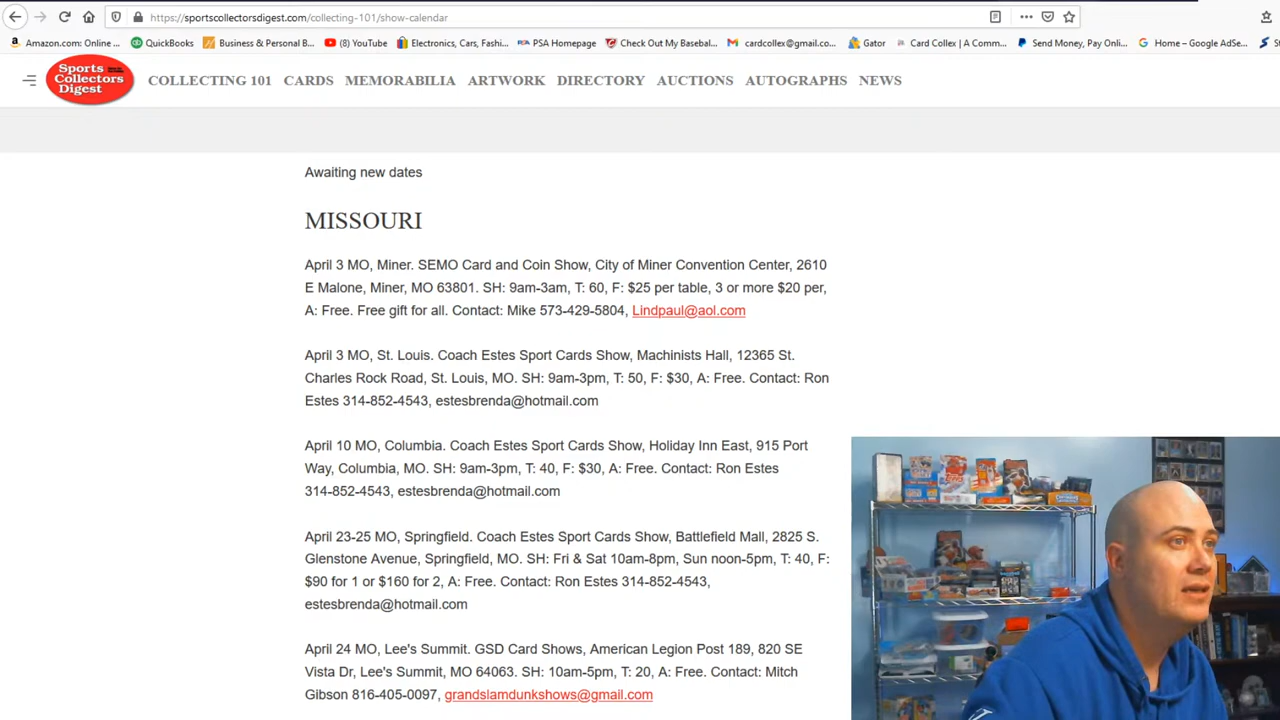 https://sportscollectorsdigest.com/collecting-101/show-calendar
Amazon.com: Online ... QuickBooks Business & Personal B... (8) YouTube Electronics, Cars, Fashi... PSA Homepage Check Out My Basebal... cardcollex@gmail.co... Gator Card Collex | A Comm... Send Money, Pay Onli... Home – Google AdSe...
Sports Collectors Digest
COLLECTING 101 CARDS MEMORABILIA ARTWORK DIRECTORY AUCTIONS AUTOGRAPHS NEWS
Awaiting new dates
MISSOURI
April 3 MO, Miner. SEMO Card and Coin Show, City of Miner Convention Center, 2610
E Malone, Miner, MO 63801. SH: 9am-3am, T: 60, F: $25 per table, 3 or more $20 per,
A: Free. Free gift for all. Contact: Mike 573-429-5804, Lindpaul@aol.com
April 3 MO, St. Louis. Coach Estes Sport Cards Show, Machinists Hall, 12365 St.
Charles Rock Road, St. Louis, MO. SH: 9am-3pm, T: 50, F: $30, A: Free. Contact: Ron
Estes 314-852-4543, estesbrenda@hotmail.com
April 10 MO, Columbia. Coach Estes Sport Cards Show, Holiday Inn East, 915 Port
Way, Columbia, MO. SH: 9am-3pm, T: 40, F: $30, A: Free. Contact: Ron Estes
314-852-4543, estesbrenda@hotmail.com
April 23-25 MO, Springfield. Coach Estes Sport Cards Show, Battlefield Mall, 2825 S.
Glenstone Avenue, Springfield, MO. SH: Fri & Sat 10am-8pm, Sun noon-5pm, T: 40, F:
$90 for 1 or $160 for 2, A: Free. Contact: Ron Estes 314-852-4543,
estesbrenda@hotmail.com
April 24 MO, Lee's Summit. GSD Card Shows, American Legion Post 189, 820 SE
Vista Dr, Lee's Summit, MO 64063. SH: 10am-5pm, T: 20, A: Free. Contact: Mitch
Gibson 816-405-0097, grandslamdunkshows@gmail.com